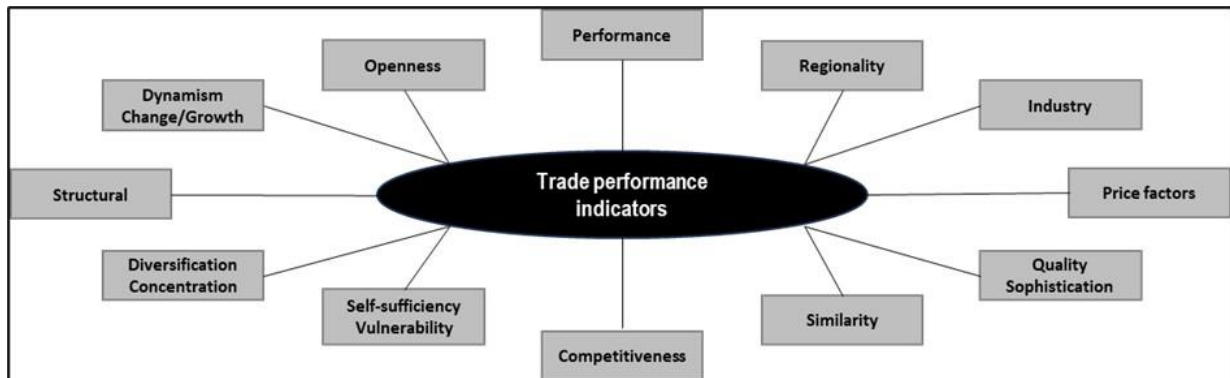 Performance
Openness
Regionality
Dynamism
Change/Growth
Industry
Trade performance
indicators
Structural
Price factors
Diversification
Concentration
Quality
Sophistication
Self-sufficiency
Vulnerability
Similarity
Competitiveness